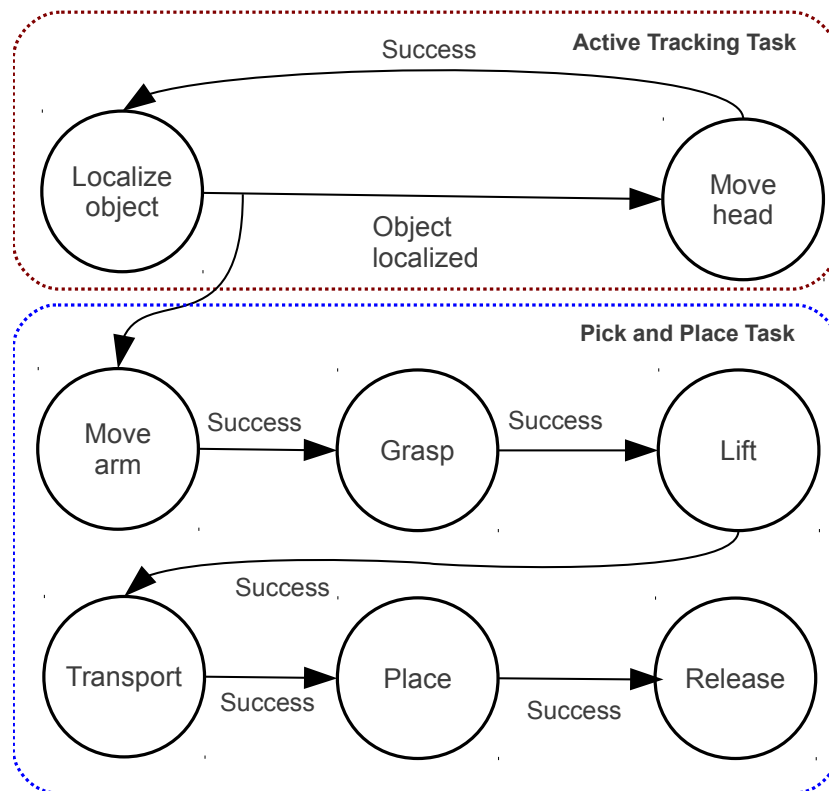 Active Tracking Task
Success
Localize
object
Move
head
Object
localized
Pick and Place Task
Move
arm
Success
Grasp
Success
Lift
Success
Transport
Success
Place
Success
Release